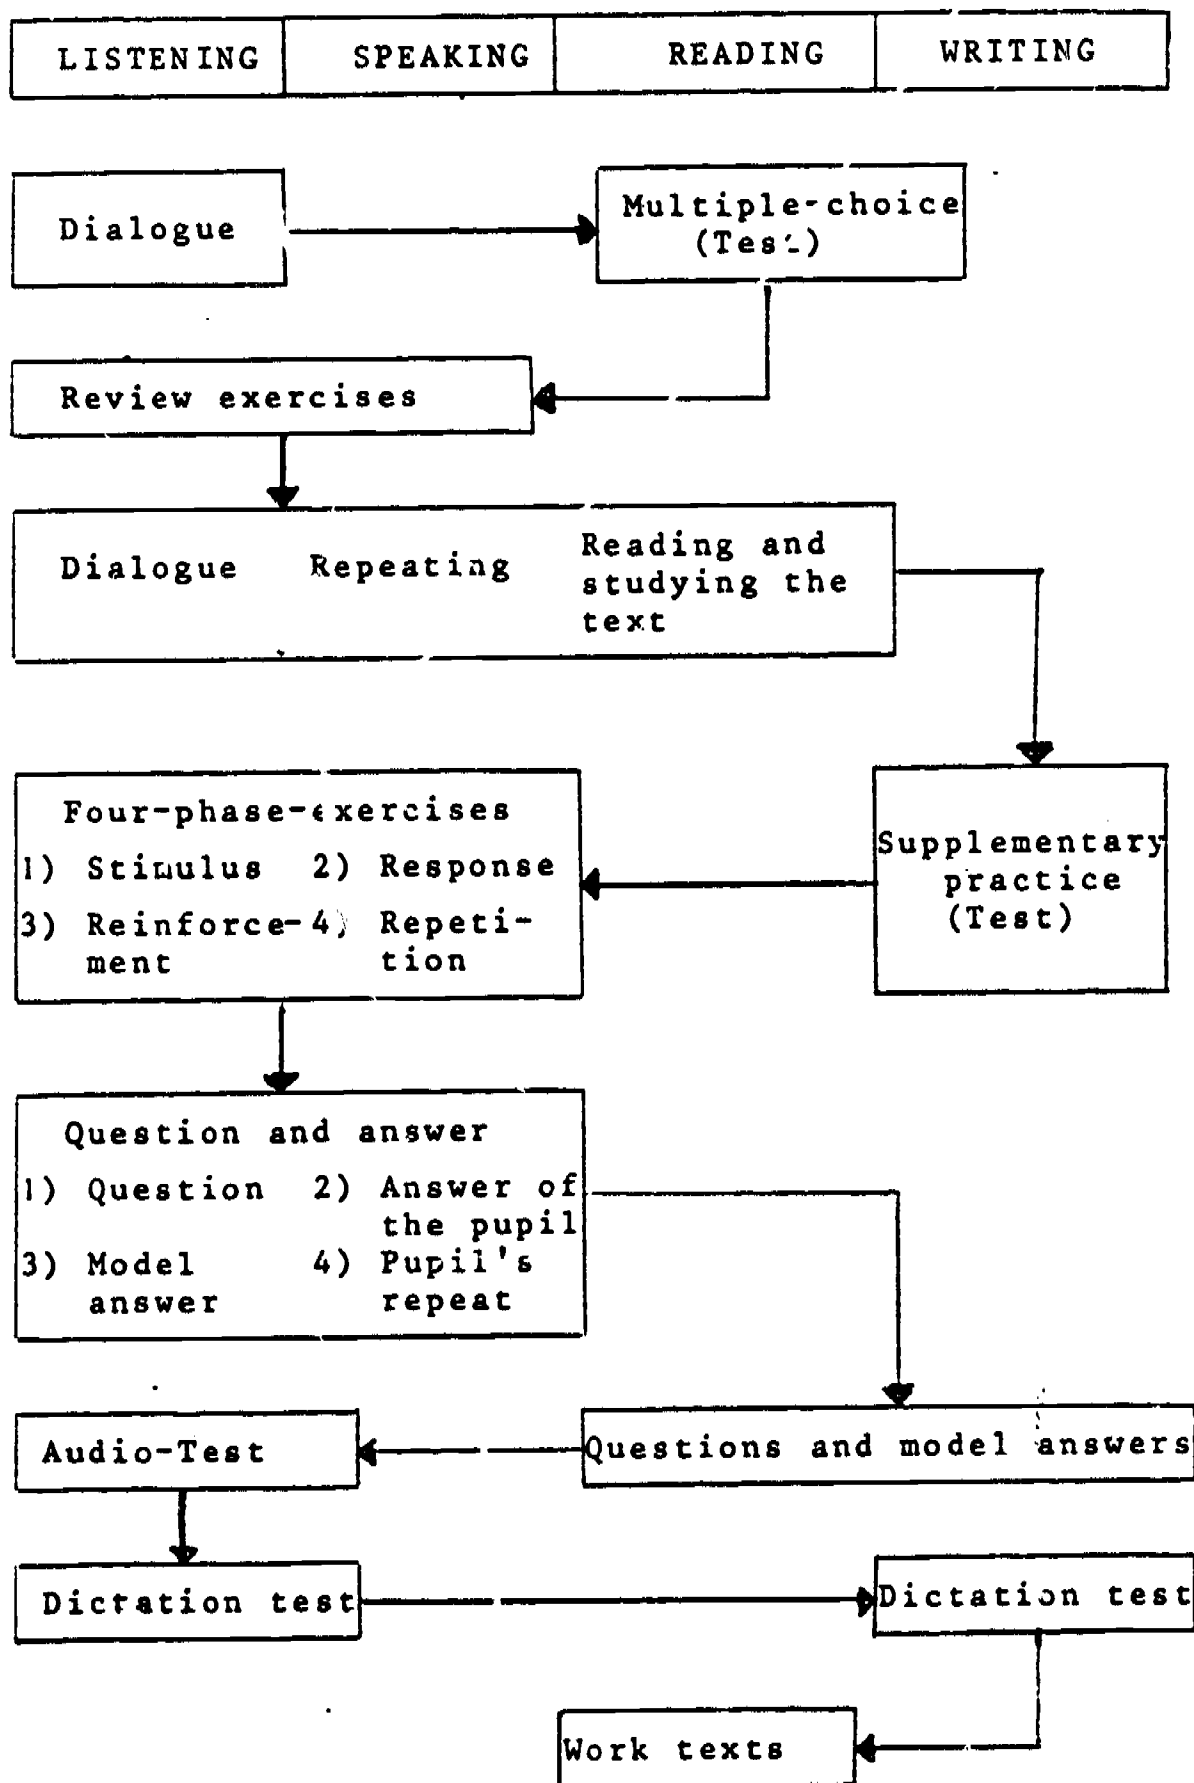 LISTENING SPEAKING READING WRITING
Dialogue
Multiple-choice
(Test)
Review exercises
Dialogue Repeating
Reading and
studying the
text
Four-phase-exercises
1) Stimulus 2) Response
3) Reinforce- 4) Repeti-
ment tion
Supplementary
practice
(Test)
Question and answer
1) Question 2) Answer of
the pupil
3) Model 4) Pupil's
answer repeat
Audio-Test
Questions and model answers
Dictation test
Dictation test
Work texts